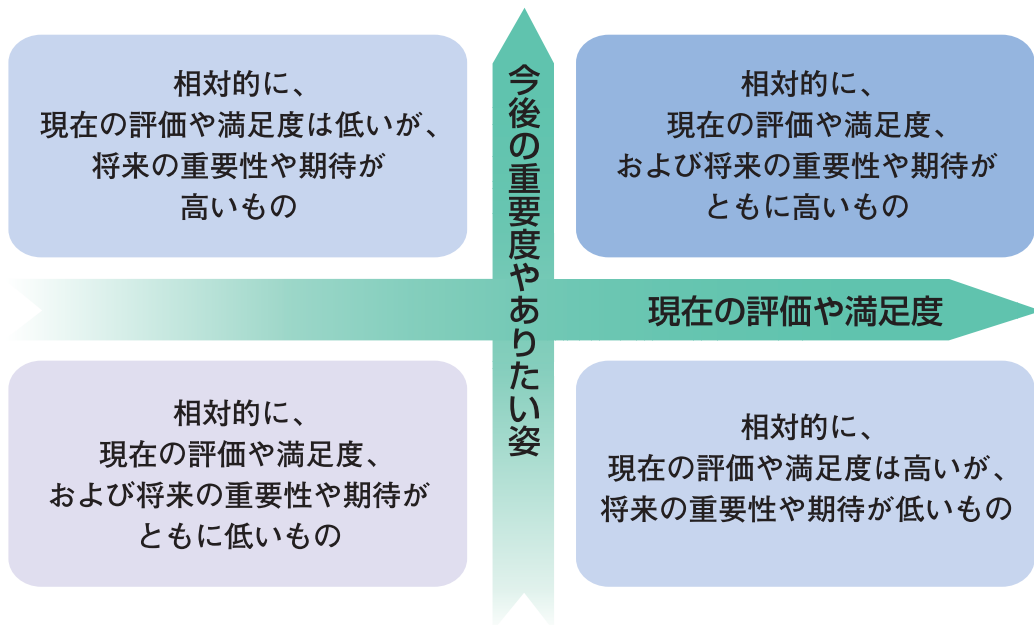 相対的に、
現在の評価や満足度は低いが、
将来の重要性や期待が
高いもの
今後の重要度やありたい姿
相対的に、
現在の評価や満足度、
および将来の重要性や期待が
ともに高いもの
現在の評価や満足度
相対的に、
現在の評価や満足度、
および将来の重要性や期待が
ともに低いもの
相対的に、
現在の評価や満足度は高いが、
将来の重要性や期待が低いもの